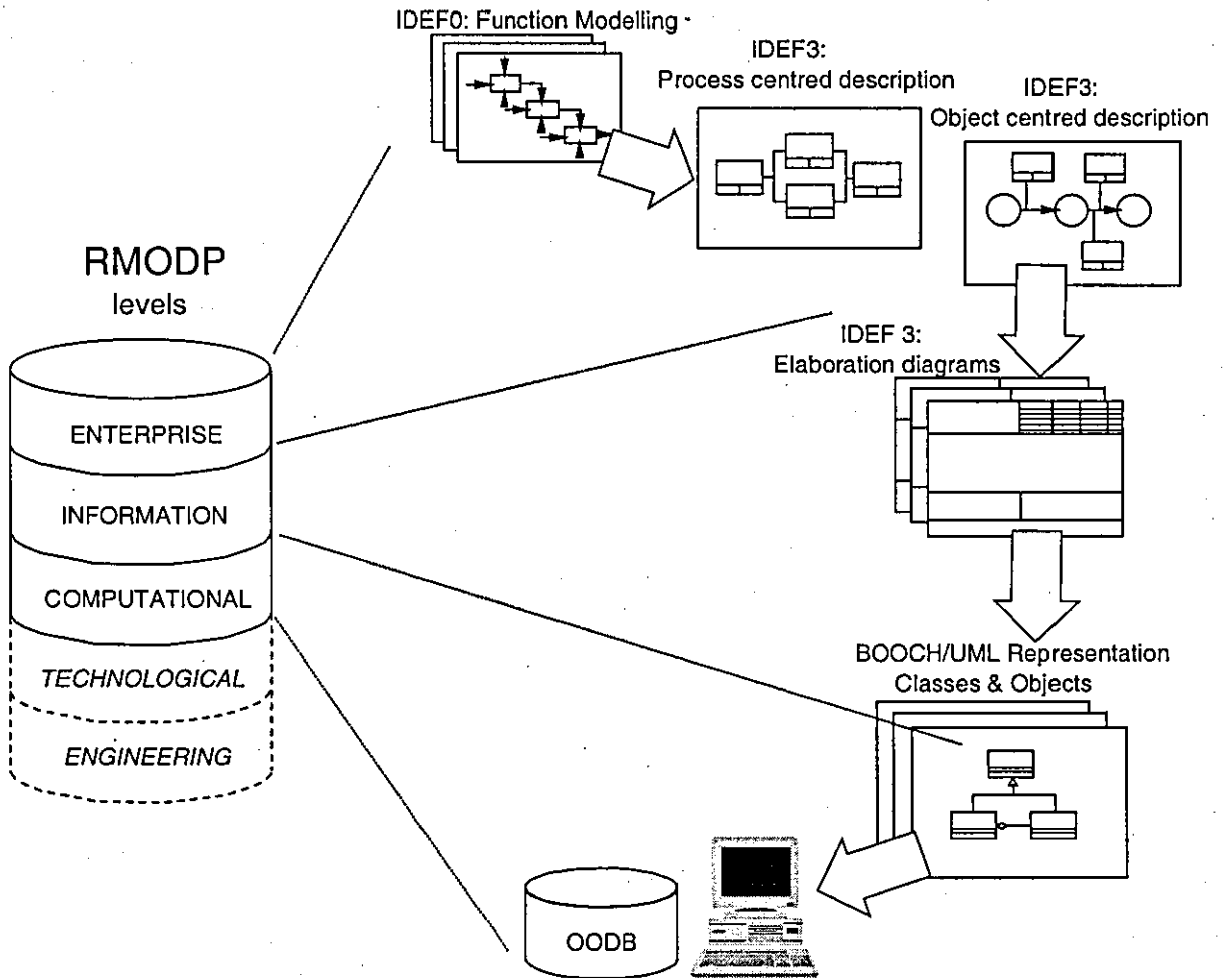 IDEF0: Function Modelling
IDEF3:
Process centred description
IDEF3:
Object centred description
RMODP
levels
IDEF 3:
Elaboration diagrams
ENTERPRISE
INFORMATION
COMPUTATIONAL
TECHNOLOGICAL
ENGINEERING
BOOCH/UML Representation
Classes & Objects
OODB